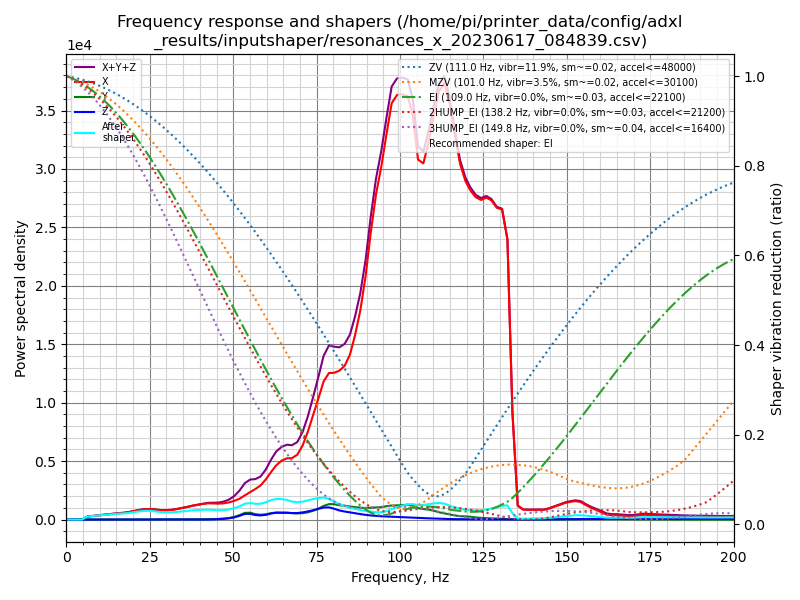 Frequency response and shapers (/home/pi/printer_data/config/adxl
_results/inputshaper/resonances_x_20230617_084839.csv)
1e4
X+Y+Z
X
Y
Z
After
shaper
ZV (111.0 Hz, vibr=11.9%, sm~=0.02, accel<=48000)
MZV (101.0 Hz, vibr=3.5%, sm~=0.02, accel<=30100)
EI (109.0 Hz, vibr=0.0%, sm~=0.03, accel<=22100)
2HUMP_EI (138.2 Hz, vibr=0.0%, sm~=0.03, accel<=21200)
3HUMP_EI (149.8 Hz, vibr=0.0%, sm~=0.04, accel<=16400)
Recommended shaper: EI
3.5
3.0
2.5
2.0
1.5
1.0
0.5
0.0
Power spectral density
1.0
0.8
0.6
0.4
0.2
0.0
Shaper vibration reduction (ratio)
0 25 50 75 100 125 150 175 200
Frequency, Hz